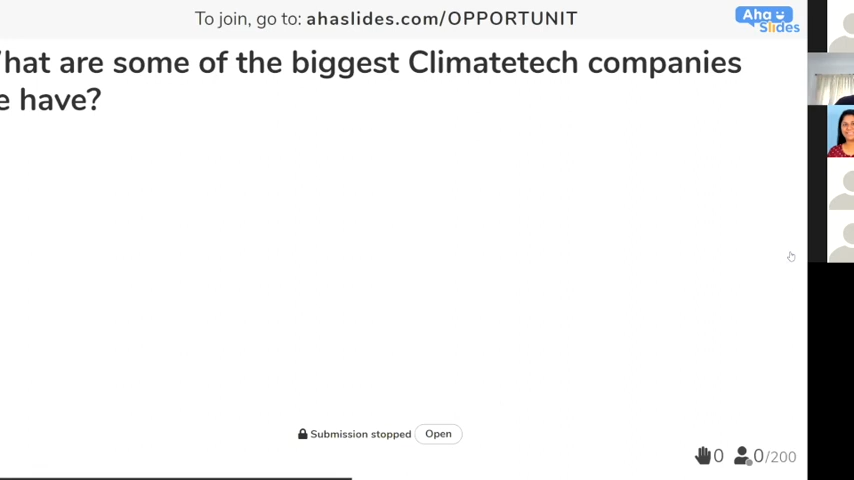 To join, go to: ahaslides.com/OPPORTUNIT
Aha
Slides
hat are some of the biggest Climatetech companies
e have?
Submission stopped
Open
0
0/200